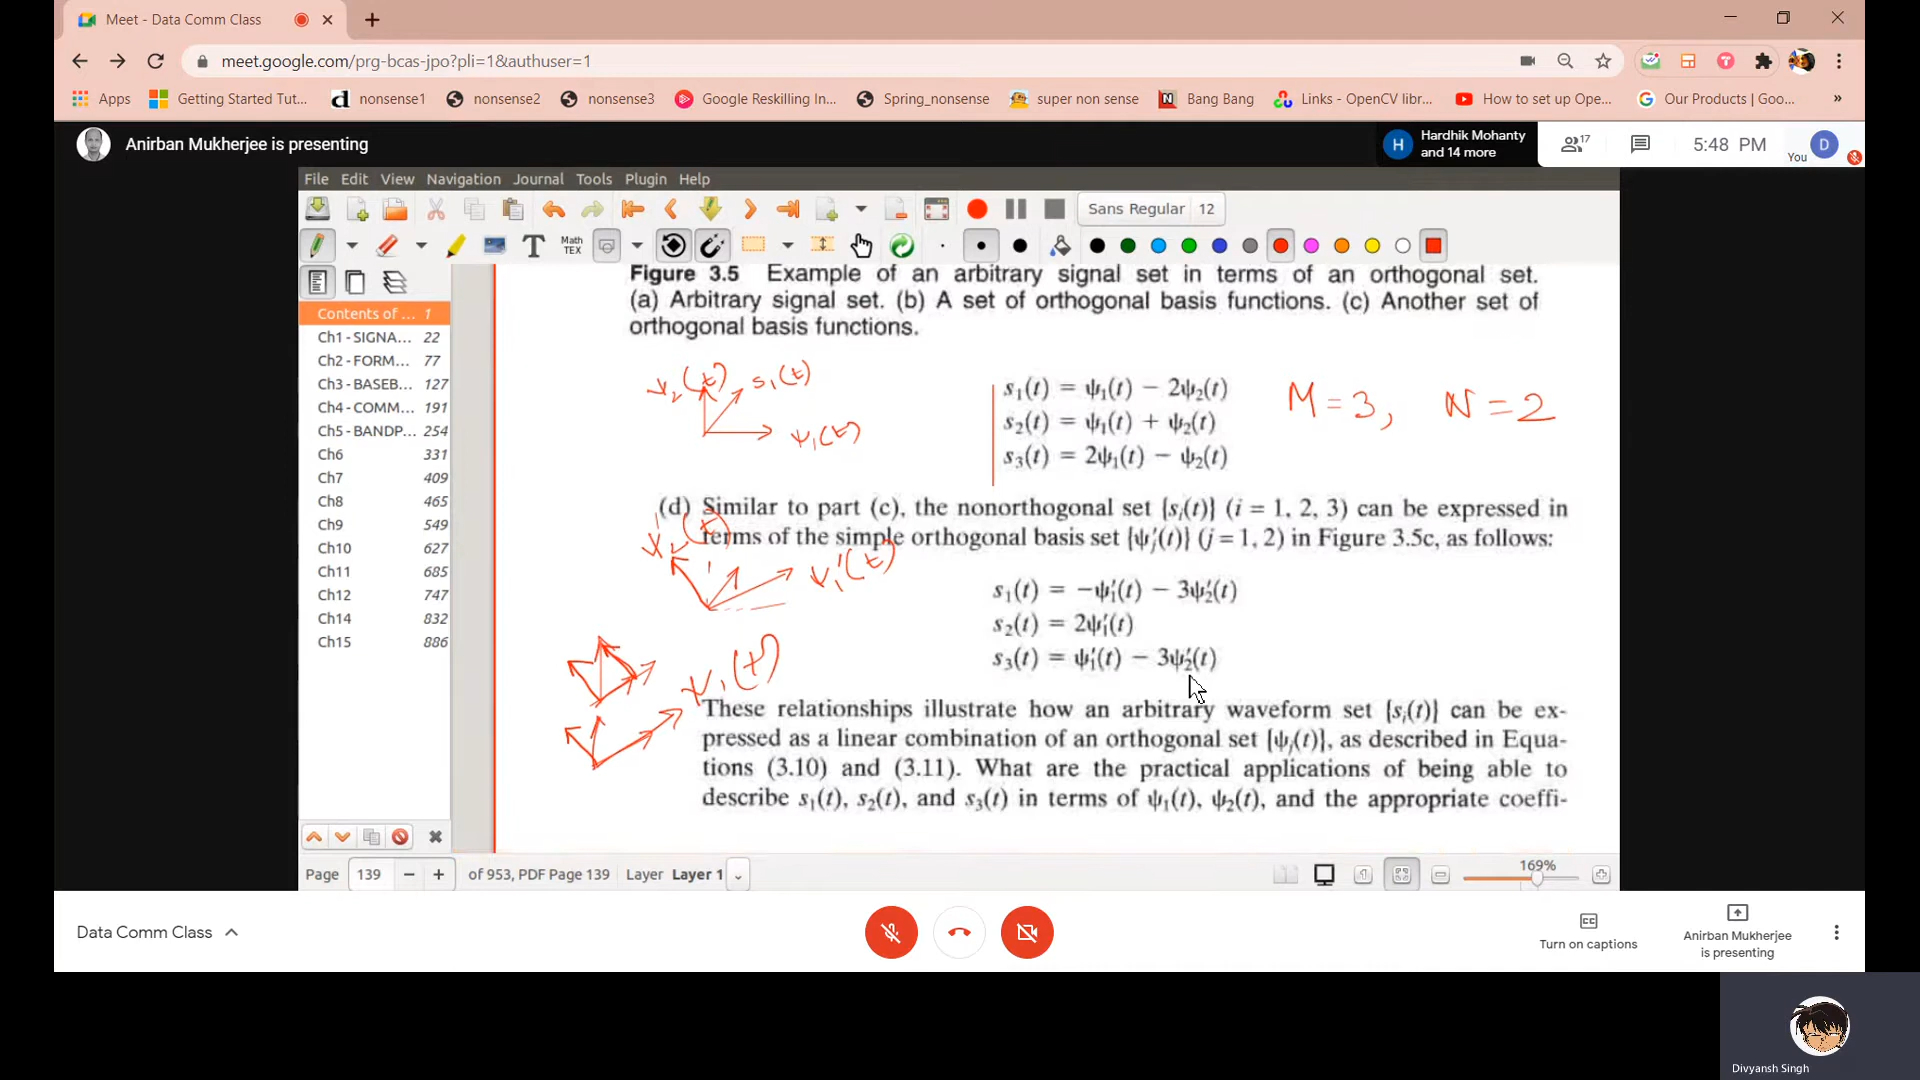 Meet - Data Comm Class
meet.google.com/prg-bcas-jpo?pli=1&authuser=1
Apps Getting Started Tut... nonsense1 nonsense2 nonsense3 Google Reskilling In... Spring_nonsense super non sense Bang Bang Links - OpenCV libr... How to set up Ope... Our Products | Goo... »
Anirban Mukherjee is presenting
H Hardhik Mohanty
and 14 more
17
5:48 PM
You
D
File Edit View Navigation Journal Tools Plugin Help
Sans Regular 12
T Math
TEX
Contents of ... 1
Ch1 - SIGNA... 22
Ch2 - FORM... 77
Ch3 - BASEB... 127
Ch4 - COMM... 191
Ch5 - BANDP... 254
Ch6 331
Ch7 409
Ch8 465
Ch9 549
Ch10 627
Ch11 685
Ch12 747
Ch14 832
Ch15 886
Figure 3.5 Example of an arbitrary signal set in terms of an orthogonal set.
(a) Arbitrary signal set. (b) A set of orthogonal basis functions. (c) Another set of
orthogonal basis functions.
ψ₂(t) s₁(t)
ψ₁(t)
s₁(t) = ψ₁(t) − 2ψ₂(t)
s₂(t) = ψ₁(t) + ψ₂(t)
s₃(t) = 2ψ₁(t) − ψ₂(t)
M = 3, N = 2
(d) Similar to part (c), the nonorthogonal set {sᵢ(t)} (i = 1, 2, 3) can be expressed in
terms of the simple orthogonal basis set {ψ′ⱼ(t)} (j = 1, 2) in Figure 3.5c, as follows:
ψ₂′(t)
ψ₁′(t)
s₁(t) = −ψ′₁(t) − 3ψ′₂(t)
s₂(t) = 2ψ′₁(t)
s₃(t) = ψ′₁(t) − 3ψ′₂(t)
ψ₁(t)
These relationships illustrate how an arbitrary waveform set {sᵢ(t)} can be ex-
pressed as a linear combination of an orthogonal set {ψⱼ(t)}, as described in Equa-
tions (3.10) and (3.11). What are the practical applications of being able to
describe s₁(t), s₂(t), and s₃(t) in terms of ψ₁(t), ψ₂(t), and the appropriate coeffi-
Page 139 of 953, PDF Page 139 Layer Layer 1
169%
Data Comm Class
Turn on captions
Anirban Mukherjee
is presenting
Divyansh Singh